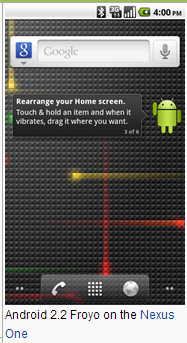 4:00 PM
Google
Rearrange your Home screen.
Touch & hold an item and when it
vibrates, drag it where you want.
3 of 6
Android 2.2 Froyo on the Nexus
One